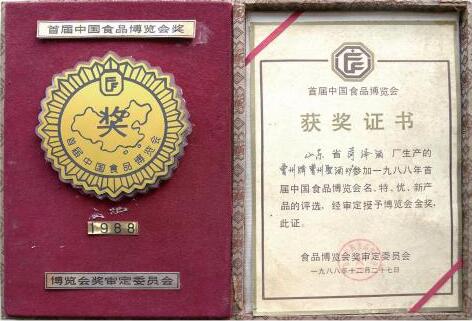 首届中国食品博览会奖
奖
首届中国食品博览会
1988
博览会奖审定委员会
首届中国食品博览会
获奖证书
山东省菏泽酒厂生产的
曹州牌曹州 参加一九八八年首
届中国食品博览会名、特、优、新产
品的评选，经审定授予博览会金奖，
此证。
食品博览会奖审定委员会
一九八八年十二月二十七日